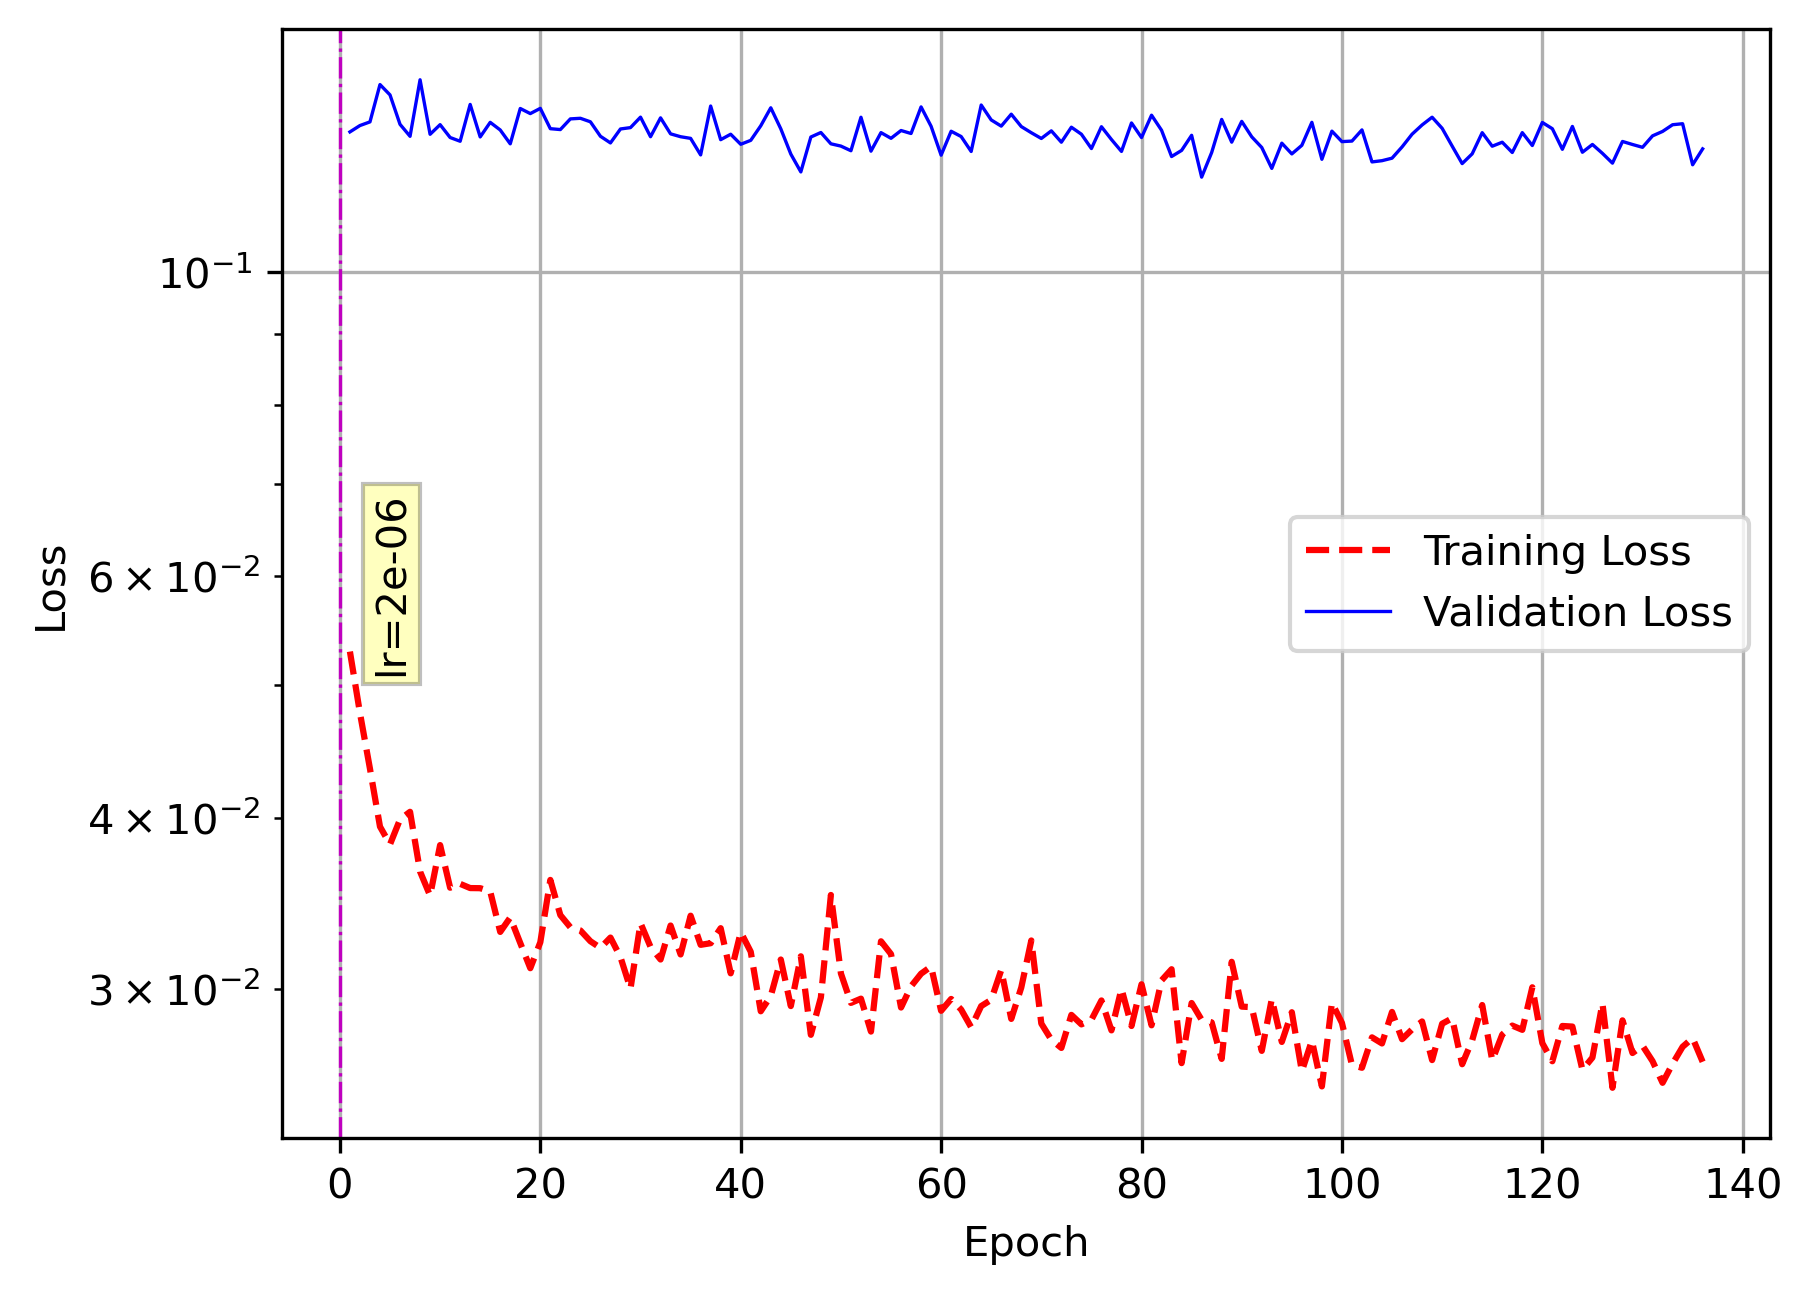 10⁻¹
6 × 10⁻²
4 × 10⁻²
3 × 10⁻²
Loss
lr=2e-06
Training Loss
Validation Loss
0 20 40 60 80 100 120 140
Epoch